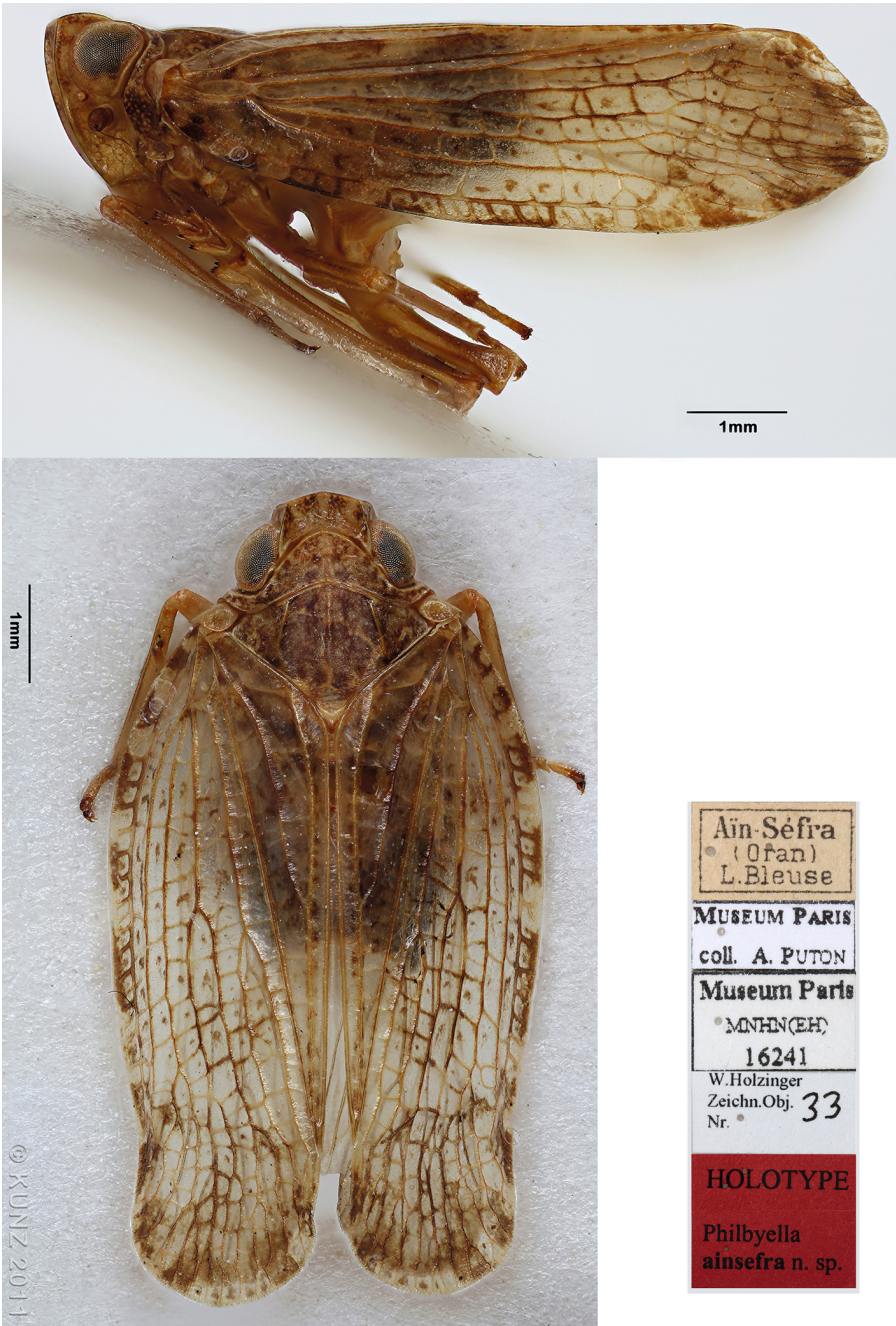 1mm
1mm
© KUNZ 2011
Aïn-Séfra
(Oran)
L.Bleuse
MUSEUM PARIS
coll. A. PUTON
Museum Paris
MNHN(EH)
16241
W.Holzinger
Zeichn.Obj.
Nr. 33
HOLOTYPE
Philbyella
ainsefra n. sp.